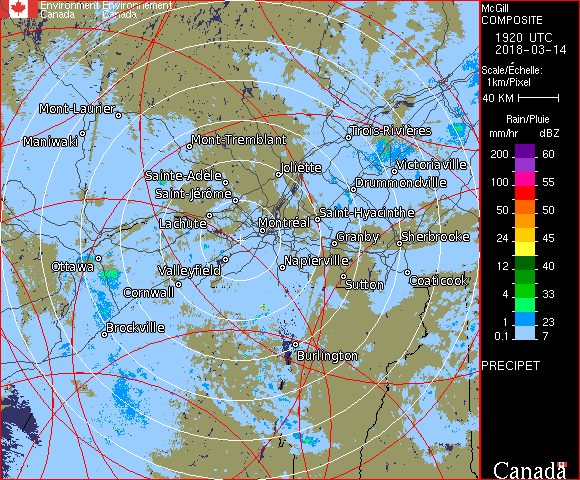 Environment Environnement
Canada Canada
McGill
COMPOSITE
1920 UTC
2018-03-14
Scale/Échelle:
1km/Pixel
40 KM
Rain/Pluie
mm/hr dBZ
200 60
100 55
50 50
24 45
12 40
4 33
1 23
0.1 7
PRECIPET
Canada
Mont-Laurier
Maniwaki
Mont-Tremblant
Trois-Rivières
Joliette
Victoriaville
Sainte-Adèle
Drummondville
Saint-Jérôme
Saint-Hyacinthe
Lachute
Montréal
Granby
Sherbrooke
Ottawa
Valleyfield
Napierville
Coaticook
Cornwall
Sutton
Brockville
Burlington